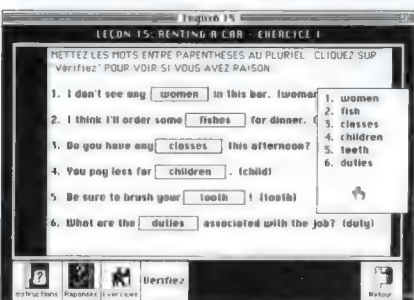 English 15
LEÇON 15: RENTING A CAR - EXERCICE 1
METTEZ LES MOTS ENTRE PARENTHESES AU PLURIEL. CLIQUEZ SUR
"Vérifiez" POUR VOIR SI VOUS AVEZ RAISON.
1. I don't see any women in this bar. (woman
2. I think I'll order some fishes for dinner. (
3. Do you have any classes this afternoon?
4. You pay less for children . (child)
5. Be sure to brush your tooth ! (tooth)
6. What are the duties associated with the job? (duty)
1. women
2. fish
3. classes
4. children
5. teeth
6. duties
Instructions Réponses Exercices Vérifiez Retour